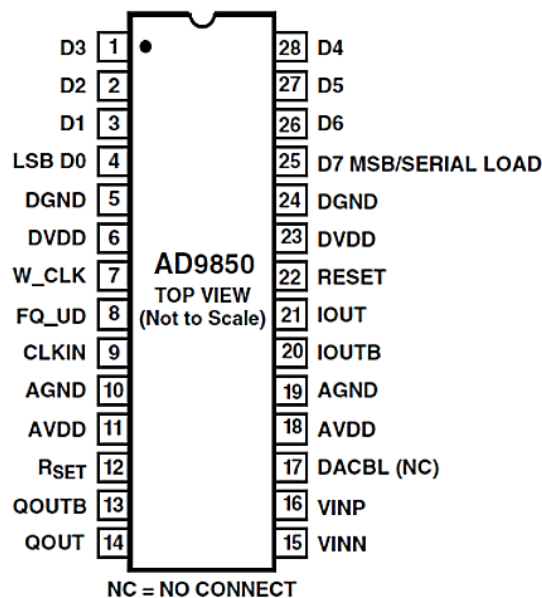 D3 1 28 D4
D2 2 27 D5
D1 3 26 D6
LSB D0 4 25 D7 MSB/SERIAL LOAD
DGND 5 24 DGND
DVDD 6 23 DVDD
W_CLK 7 AD9850 22 RESET
TOP VIEW
FQ_UD 8 (Not to Scale) 21 IOUT
CLKIN 9 20 IOUTB
AGND 10 19 AGND
AVDD 11 18 AVDD
RSET 12 17 DACBL (NC)
QOUTB 13 16 VINP
QOUT 14 15 VINN
NC = NO CONNECT